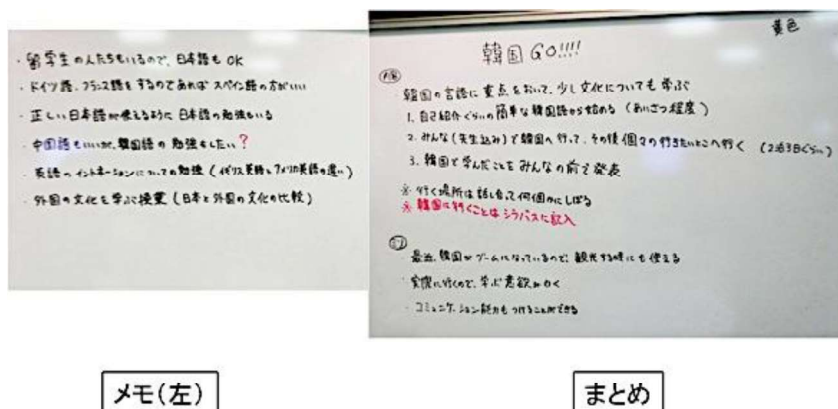 ・留学生の人たちもいるので、日本語も OK
・ドイツ語、フランス語をするのであれば スペイン語の方がいい
・正しい日本語が使えるように 日本語の勉強もいる
・中国語もいいが、韓国語の勉強もしたい?
・英語へイントネーションについての勉強 (イギリス英語とアメリカ英語の違い)
・外国の文化を学ぶ授業 (日本と外国の文化の比較)
黄色
韓国 GO!!!!
内容
韓国の言語に重点をおいて、少し文化についても学ぶ
1. 自己紹介ぐらいの簡単な韓国語から始める (あいさつ程度)
2. みんな(先生込み)で韓国へ行って、その後個々の行きたいとこへ行く (2泊3日ぐらい)
3. 韓国で学んだことをみんなの前で発表
※ 行く場所は話し合って何個かにしぼる
※ 韓国に行くことはシラバスに記入
・最近、韓国がブームになっているので、観光する時にも使える
・実際に行くので、学ぶ意欲がわく
・コミュニケーション能力もつけることができる
メモ(左)
まとめ